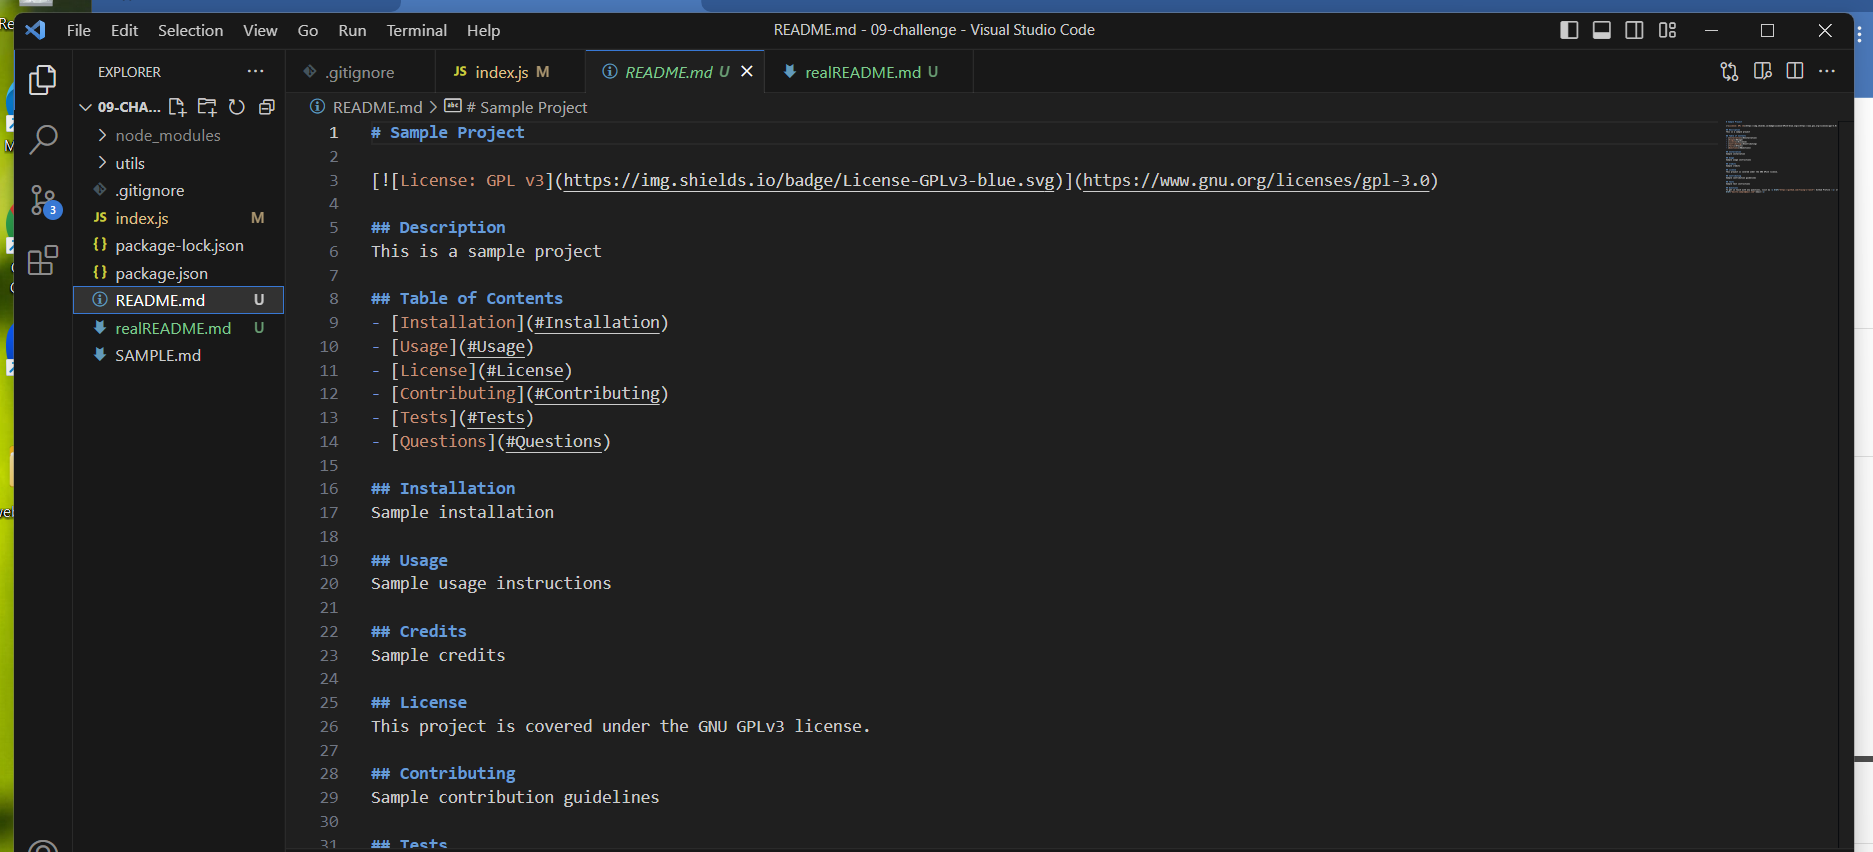 File Edit Selection View Go Run Terminal Help
README.md - 09-challenge - Visual Studio Code
EXPLORER
.gitignore
JS index.js M
README.md U
realREADME.md U
09-CHA...
README.md > # Sample Project
node_modules
utils
.gitignore
JS index.js M
{} package-lock.json
{} package.json
README.md U
realREADME.md U
SAMPLE.md
3
1 # Sample Project
2
3 [![License: GPL v3](https://img.shields.io/badge/License-GPLv3-blue.svg)](https://www.gnu.org/licenses/gpl-3.0)
4
5 ## Description
6 This is a sample project
7
8 ## Table of Contents
9 - [Installation](#Installation)
10 - [Usage](#Usage)
11 - [License](#License)
12 - [Contributing](#Contributing)
13 - [Tests](#Tests)
14 - [Questions](#Questions)
15
16 ## Installation
17 Sample installation
18
19 ## Usage
20 Sample usage instructions
21
22 ## Credits
23 Sample credits
24
25 ## License
26 This project is covered under the GNU GPLv3 license.
27
28 ## Contributing
29 Sample contribution guidelines
30
31 ## Tests